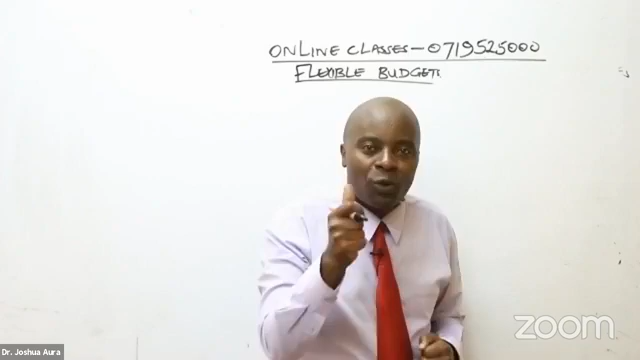 ONLINE CLASSES - 0719525000
FLEXIBLE BUDGETS
zoom
Dr. Joshua Aura